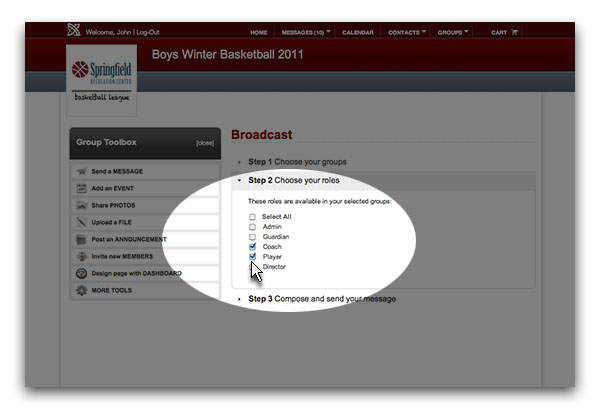 Welcome, John | Log-Out
HOME MESSAGES (10) CALENDAR CONTACTS GROUPS CART
Boys Winter Basketball 2011
Springfield
RECREATION CENTER
basketball league
Group Toolbox [close]
Send a MESSAGE
Add an EVENT
Share PHOTOS
Upload a FILE
Post an ANNOUNCEMENT
Invite new MEMBERS
Design page with DASHBOARD
MORE TOOLS
Broadcast
Step 1 Choose your groups
Step 2 Choose your roles
These roles are available in your selected groups:
Select All
Admin
Guardian
Coach
Player
Director
Step 3 Compose and send your message